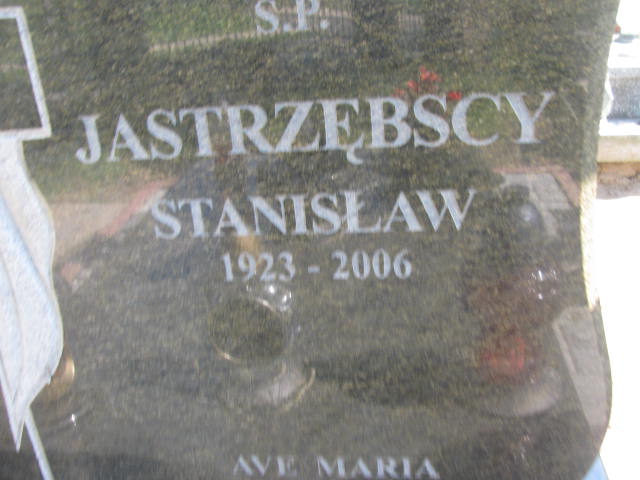 Ś.P.
JASTRZĘBSCY
STANISŁAW
1923 - 2006
AVE MARIA